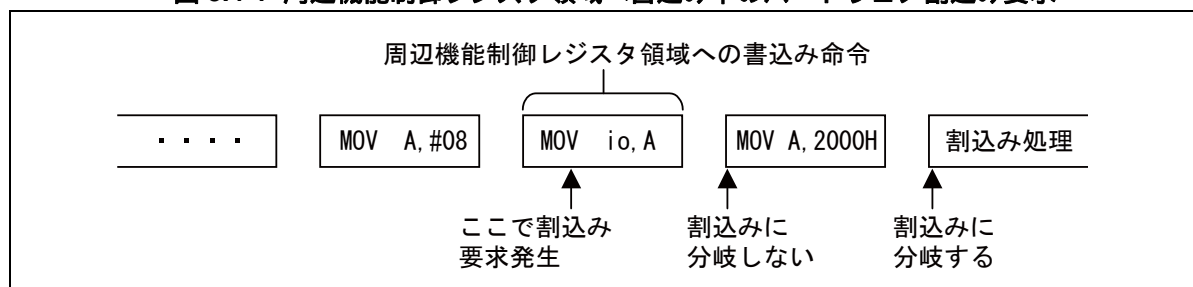 周辺機能制御レジスタ領域への書込み命令
・・・・ MOV A,#08 MOV io,A MOV A,2000H 割込み処理
ここで割込み 割込みに 割込みに
要求発生 分岐しない 分岐する